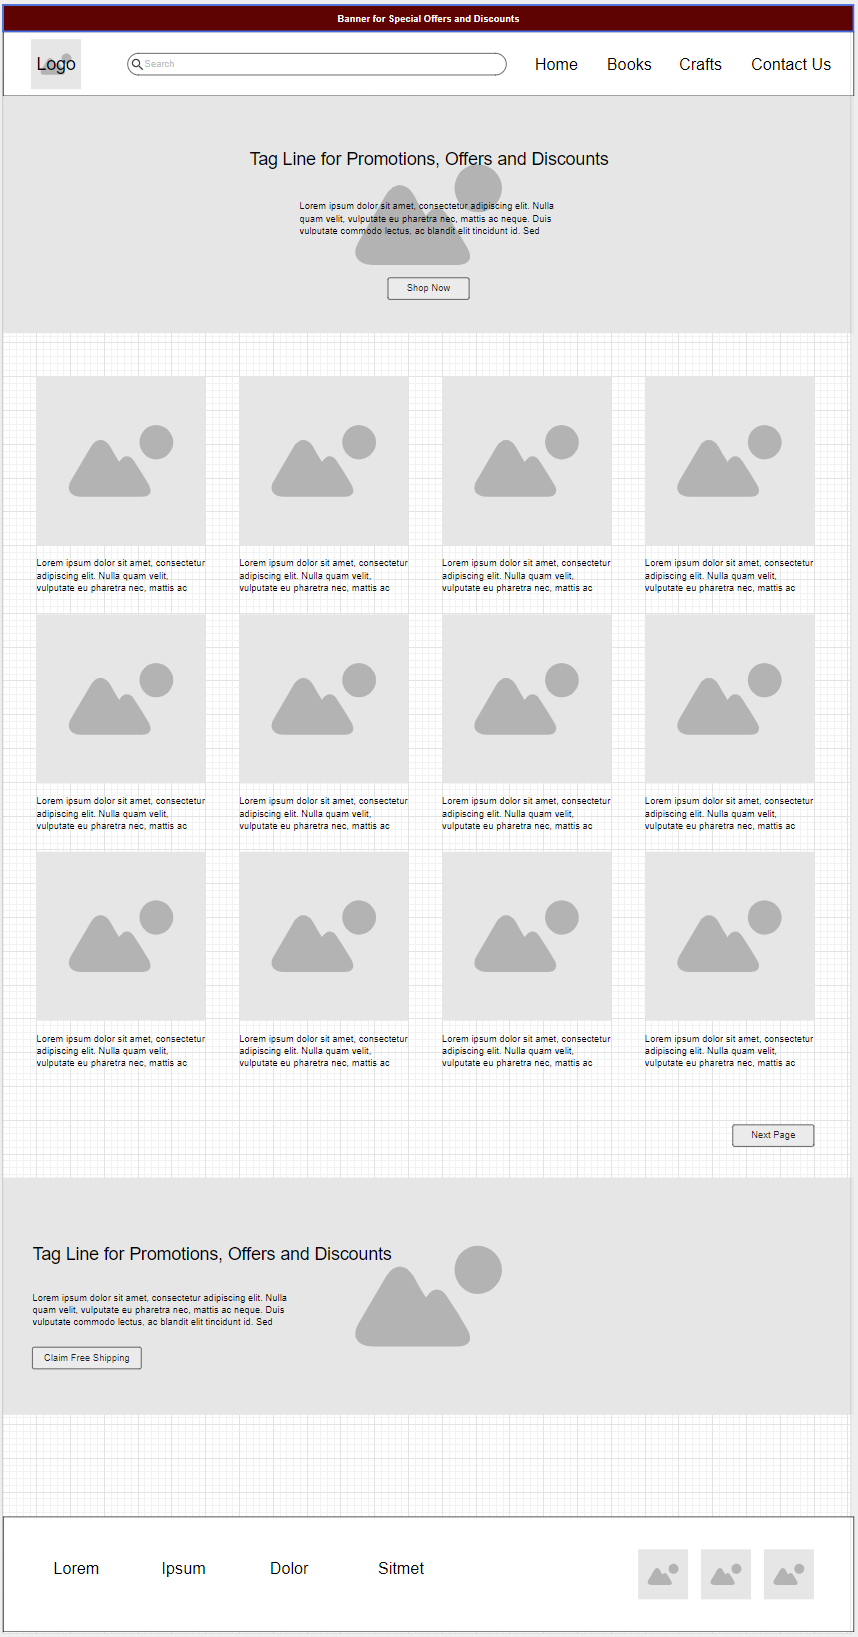 Banner for Special Offers and Discounts
Logo
Search
Home Books Crafts Contact Us
Tag Line for Promotions, Offers and Discounts
Lorem ipsum dolor sit amet, consectetur adipiscing elit. Nulla
quam velit, vulputate eu pharetra nec, mattis ac neque. Duis
vulputate commodo lectus, ac blandit elit tincidunt id. Sed
Shop Now
Lorem ipsum dolor sit amet, consectetur
adipiscing elit. Nulla quam velit,
vulputate eu pharetra nec, mattis ac
Lorem ipsum dolor sit amet, consectetur
adipiscing elit. Nulla quam velit,
vulputate eu pharetra nec, mattis ac
Lorem ipsum dolor sit amet, consectetur
adipiscing elit. Nulla quam velit,
vulputate eu pharetra nec, mattis ac
Lorem ipsum dolor sit amet, consectetur
adipiscing elit. Nulla quam velit,
vulputate eu pharetra nec, mattis ac
Lorem ipsum dolor sit amet, consectetur
adipiscing elit. Nulla quam velit,
vulputate eu pharetra nec, mattis ac
Lorem ipsum dolor sit amet, consectetur
adipiscing elit. Nulla quam velit,
vulputate eu pharetra nec, mattis ac
Lorem ipsum dolor sit amet, consectetur
adipiscing elit. Nulla quam velit,
vulputate eu pharetra nec, mattis ac
Lorem ipsum dolor sit amet, consectetur
adipiscing elit. Nulla quam velit,
vulputate eu pharetra nec, mattis ac
Lorem ipsum dolor sit amet, consectetur
adipiscing elit. Nulla quam velit,
vulputate eu pharetra nec, mattis ac
Lorem ipsum dolor sit amet, consectetur
adipiscing elit. Nulla quam velit,
vulputate eu pharetra nec, mattis ac
Lorem ipsum dolor sit amet, consectetur
adipiscing elit. Nulla quam velit,
vulputate eu pharetra nec, mattis ac
Lorem ipsum dolor sit amet, consectetur
adipiscing elit. Nulla quam velit,
vulputate eu pharetra nec, mattis ac
Next Page
Tag Line for Promotions, Offers and Discounts
Lorem ipsum dolor sit amet, consectetur adipiscing elit. Nulla
quam velit, vulputate eu pharetra nec, mattis ac neque. Duis
vulputate commodo lectus, ac blandit elit tincidunt id. Sed
Claim Free Shipping
Lorem Ipsum Dolor Sitmet